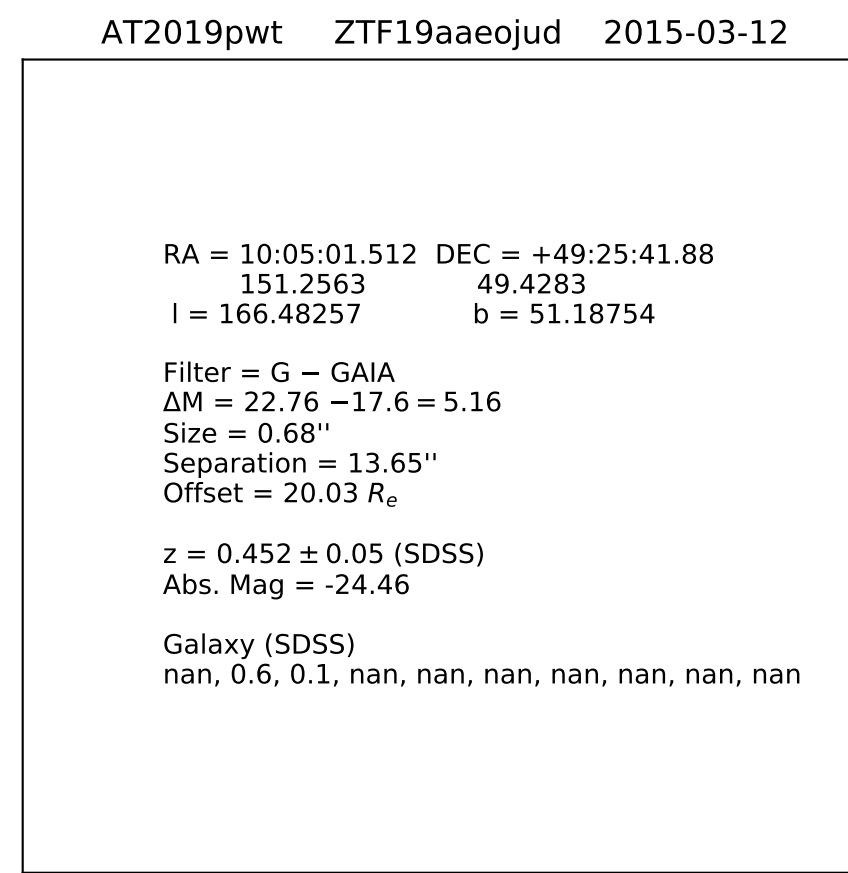 AT2019pwt ZTF19aaeojud 2015-03-12
RA = 10:05:01.512 DEC = +49:25:41.88
151.2563 49.4283
l = 166.48257 b = 51.18754
Filter = G − GAIA
ΔM = 22.76 −17.6 = 5.16
Size = 0.68''
Separation = 13.65''
Offset = 20.03 Re
z = 0.452 ± 0.05 (SDSS)
Abs. Mag = -24.46
Galaxy (SDSS)
nan, 0.6, 0.1, nan, nan, nan, nan, nan, nan, nan